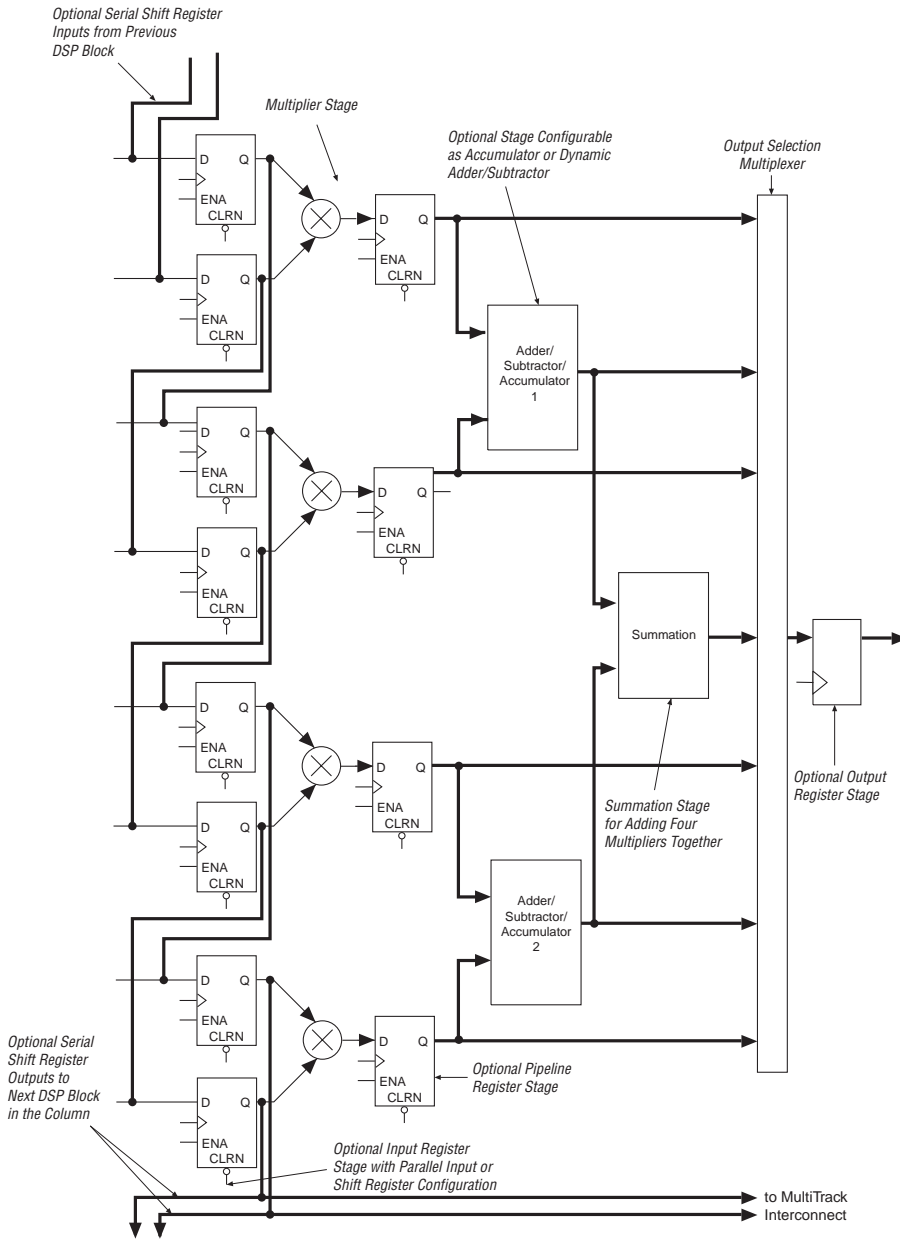 Optional Serial Shift Register
Inputs from Previous
DSP Block
Multiplier Stage
Optional Stage Configurable
as Accumulator or Dynamic
Adder/Subtractor
Output Selection
Multiplexer
D Q
ENA
CLRN
D Q
ENA
CLRN
D Q
ENA
CLRN
Adder/
Subtractor/
Accumulator
1
D Q
ENA
CLRN
D Q
ENA
CLRN
D Q
ENA
CLRN
Summation
D Q
ENA
CLRN
D Q
ENA
CLRN
D Q
ENA
CLRN
Summation Stage
for Adding Four
Multipliers Together
Optional Output
Register Stage
Adder/
Subtractor/
Accumulator
2
D Q
ENA
CLRN
D Q
ENA
CLRN
D Q
ENA
CLRN
Optional Serial
Shift Register
Outputs to
Next DSP Block
in the Column
Optional Pipeline
Register Stage
Optional Input Register
Stage with Parallel Input or
Shift Register Configuration
to MultiTrack
Interconnect